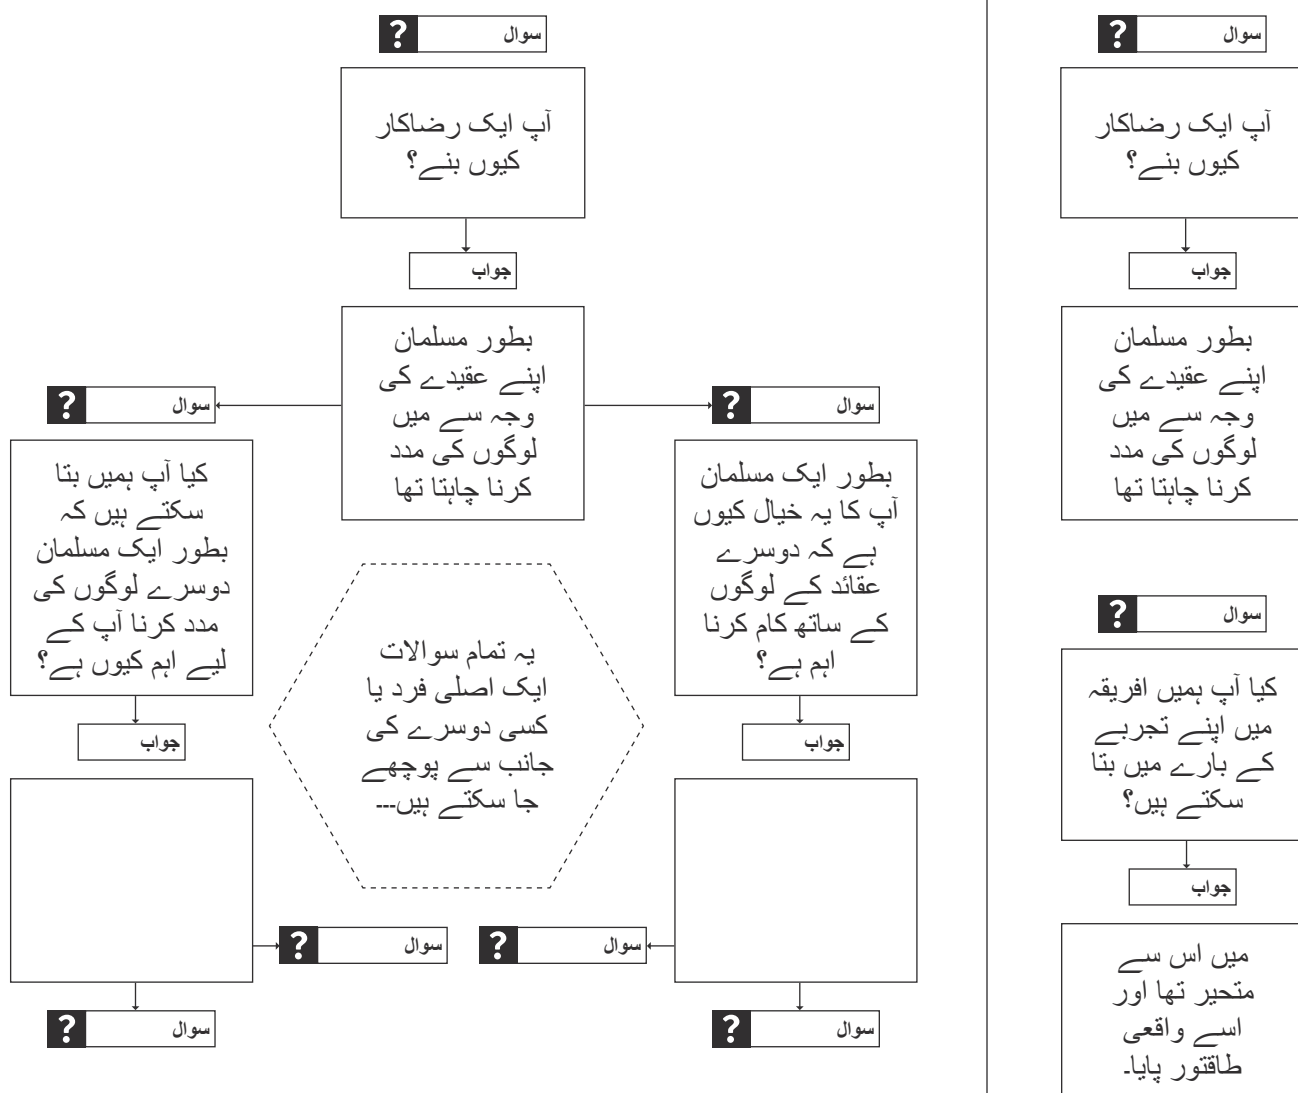 سوال
آپ ایک رضاکار
کیوں بنے؟
جواب
بطور مسلمان
اپنے عقیدے کی
وجہ سے میں
لوگوں کی مدد
کرنا چاہتا تھا
سوال
بطور ایک مسلمان
آپ کا یہ خیال کیوں
ہے کہ دوسرے
عقائد کے لوگوں
کے ساتھ کام کرنا
اہم ہے؟
جواب
سوال
سوال
سوال
کیا آپ ہمیں بتا
سکتے ہیں کہ
بطور ایک مسلمان
دوسرے لوگوں کی
مدد کرنا آپ کے
لیے اہم کیوں ہے؟
جواب
سوال
سوال
یہ تمام سوالات
ایک اصلی فرد یا
کسی دوسرے کی
جانب سے پوچھے
جا سکتے ہیں۔۔۔
سوال
آپ ایک رضاکار
کیوں بنے؟
جواب
بطور مسلمان
اپنے عقیدے کی
وجہ سے میں
لوگوں کی مدد
کرنا چاہتا تھا
سوال
کیا آپ ہمیں افریقہ
میں اپنے تجربے
کے بارے میں بتا
سکتے ہیں؟
جواب
میں اس سے
متحیر تھا اور
اسے واقعی
طاقتور پایا۔